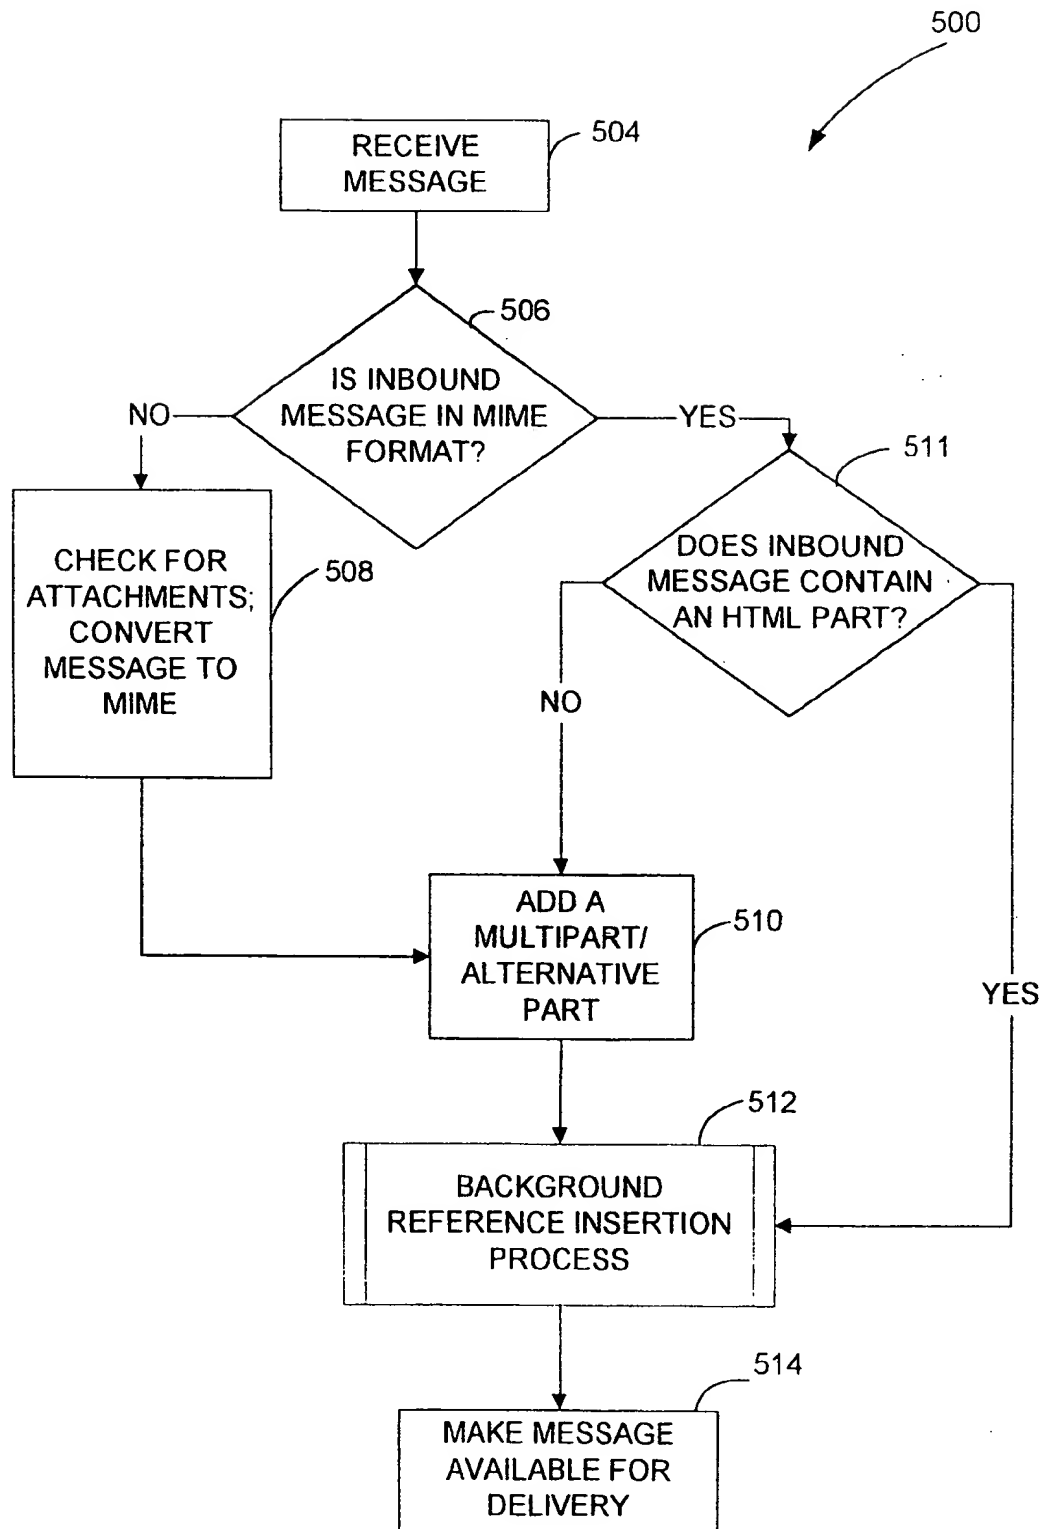 500
RECEIVE
MESSAGE
504
506
IS INBOUND
MESSAGE IN MIME
FORMAT?
NO
YES
511
CHECK FOR
ATTACHMENTS;
CONVERT
MESSAGE TO
MIME
508
DOES INBOUND
MESSAGE CONTAIN
AN HTML PART?
NO
ADD A
MULTIPART/
ALTERNATIVE
PART
510
YES
512
BACKGROUND
REFERENCE INSERTION
PROCESS
514
MAKE MESSAGE
AVAILABLE FOR
DELIVERY